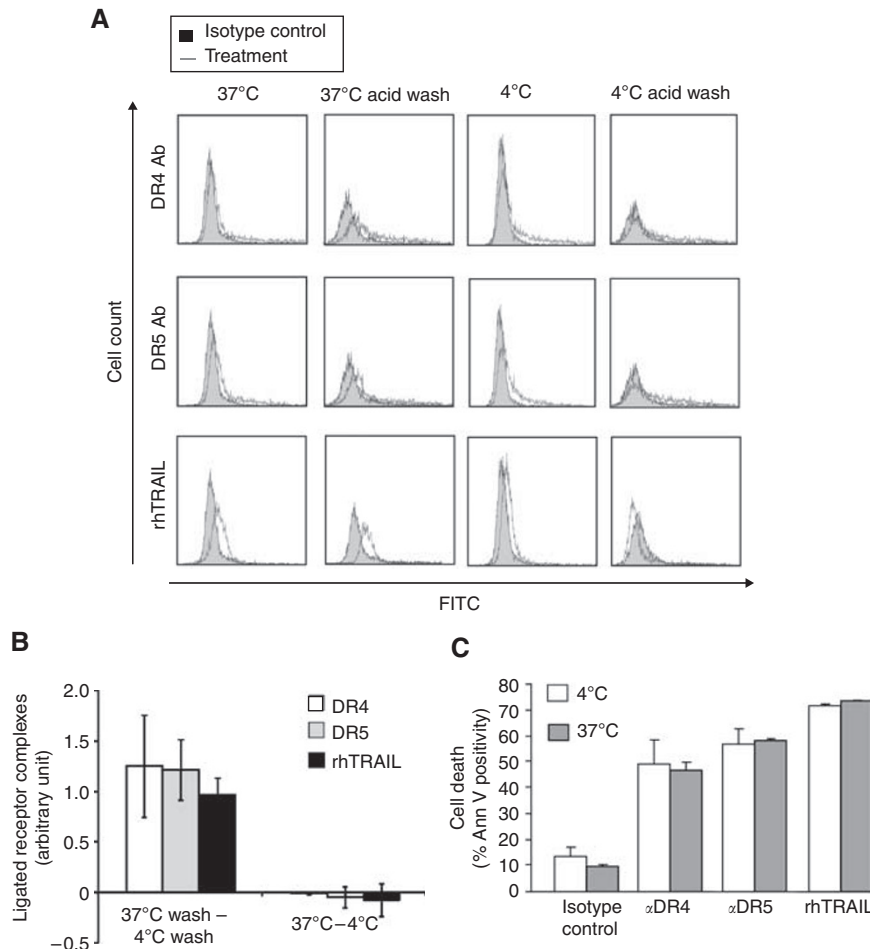 A
Isotype control
Treatment
37°C
37°C acid wash
4°C
4°C acid wash
DR4 Ab
DR5 Ab
rhTRAIL
Cell count
FITC
B
Ligated receptor complexes
(arbitrary unit)
2.0
1.5
1.0
0.5
0
−0.5
DR4
DR5
rhTRAIL
37°C wash –
4°C wash
37°C–4°C
C
Cell death
(% Ann V positivity)
80
70
60
50
40
30
20
10
0
4°C
37°C
Isotype
control
αDR4
αDR5
rhTRAIL